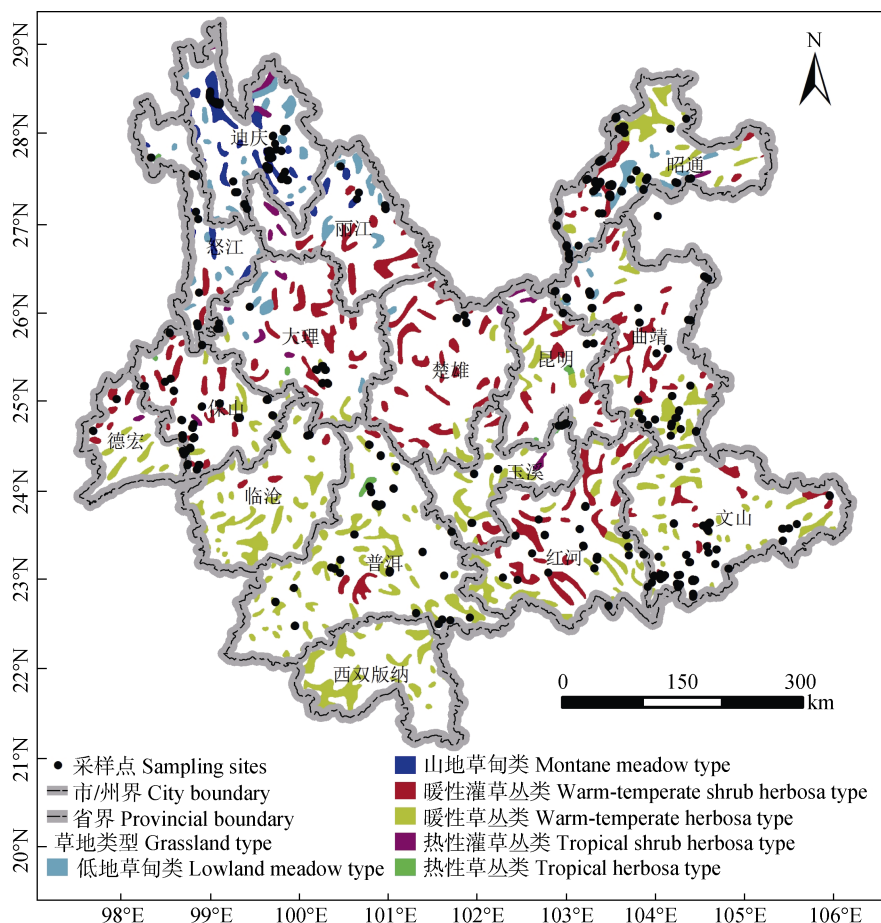 29°N
N
28°N
迪庆
昭通
27°N
丽江
怒江
26°N
大理
曲靖
昆明
楚雄
25°N
保山
德宏
玉溪
24°N
临沧
文山
普洱
红河
23°N
22°N
西双版纳
0 150 300
km
21°N
采样点 Sampling sites
市/州界 City boundary
省界 Provincial boundary
草地类型 Grassland type
低地草甸类 Lowland meadow type
山地草甸类 Montane meadow type
暖性灌草丛类 Warm-temperate shrub herbosa type
暖性草丛类 Warm-temperate herbosa type
热性灌草丛类 Tropical shrub herbosa type
热性草丛类 Tropical herbosa type
20°N
98°E 99°E 100°E 101°E 102°E 103°E 104°E 105°E 106°E